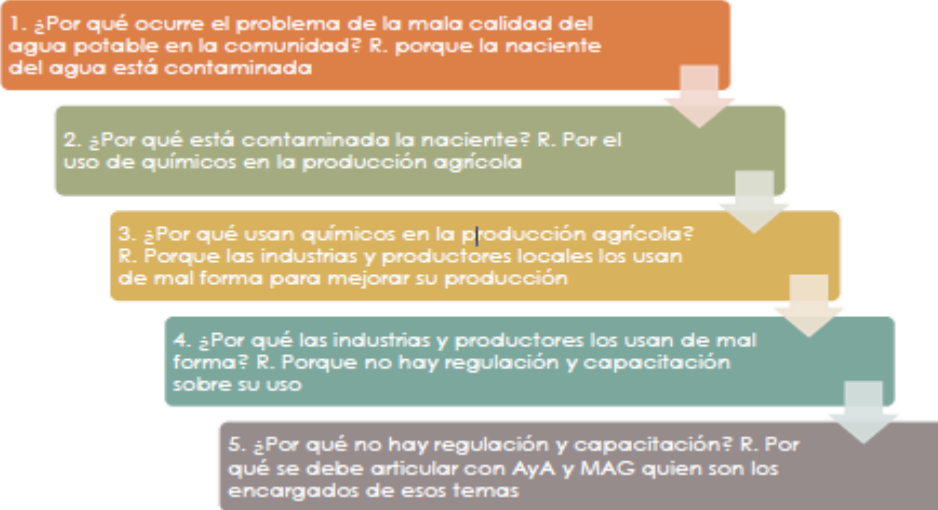 1. ¿Por qué ocurre el problema de la mala calidad del
agua potable en la comunidad? R. porque la naciente
del agua está contaminada
2. ¿Por qué está contaminada la naciente? R. Por el
uso de químicos en la producción agrícola
3. ¿Por qué usan químicos en la producción agrícola?
R. Porque las industrias y productores locales los usan
de mal forma para mejorar su producción
4. ¿Por qué las industrias y productores los usan de mal
forma? R. Porque no hay regulación y capacitación
sobre su uso
5. ¿Por qué no hay regulación y capacitación? R. Por
qué se debe articular con AyA y MAG quien son los
encargados de esos temas